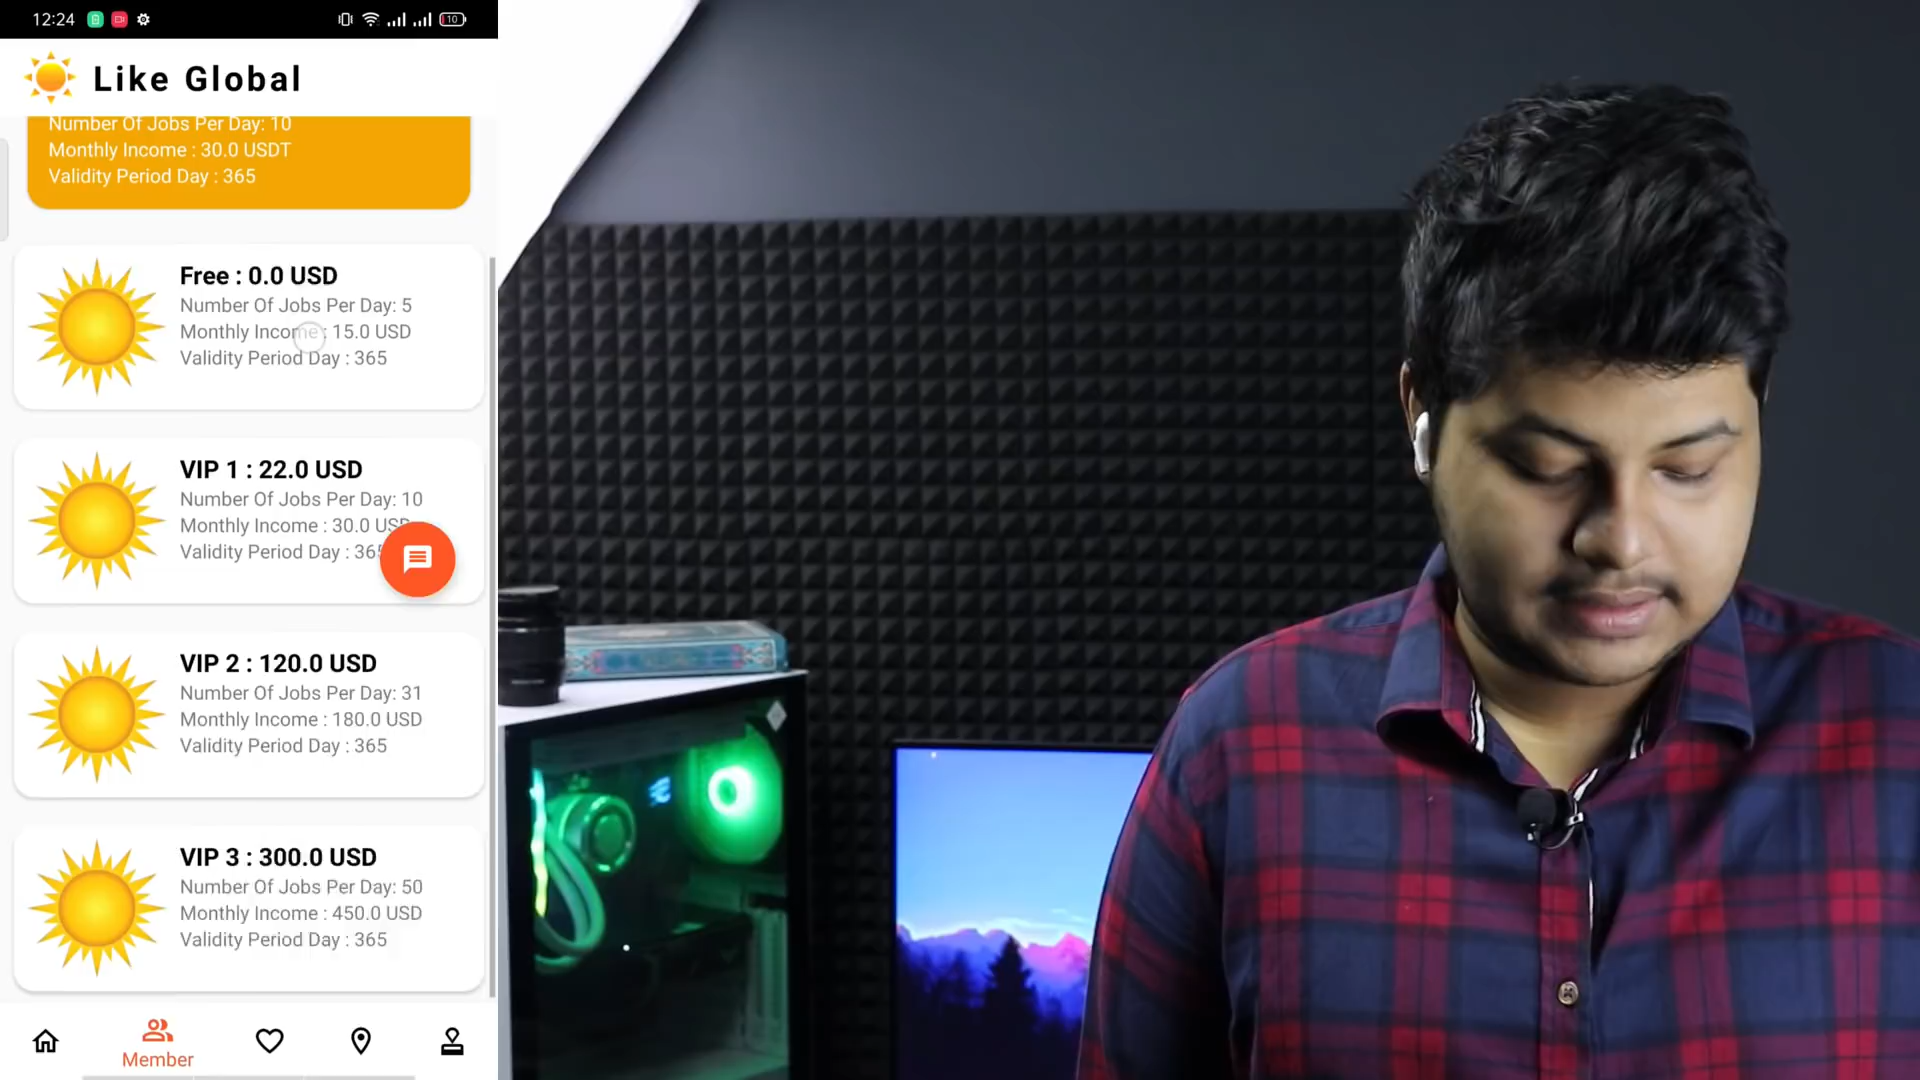 12:24
10
Like Global
Number Of Jobs Per Day: 10
Monthly Income : 30.0 USDT
Validity Period Day : 365
Free : 0.0 USD
Number Of Jobs Per Day: 5
Monthly Income : 15.0 USD
Validity Period Day : 365
VIP 1 : 22.0 USD
Number Of Jobs Per Day: 10
Monthly Income : 30.0 USD
Validity Period Day : 365
VIP 2 : 120.0 USD
Number Of Jobs Per Day: 31
Monthly Income : 180.0 USD
Validity Period Day : 365
VIP 3 : 300.0 USD
Number Of Jobs Per Day: 50
Monthly Income : 450.0 USD
Validity Period Day : 365
Member